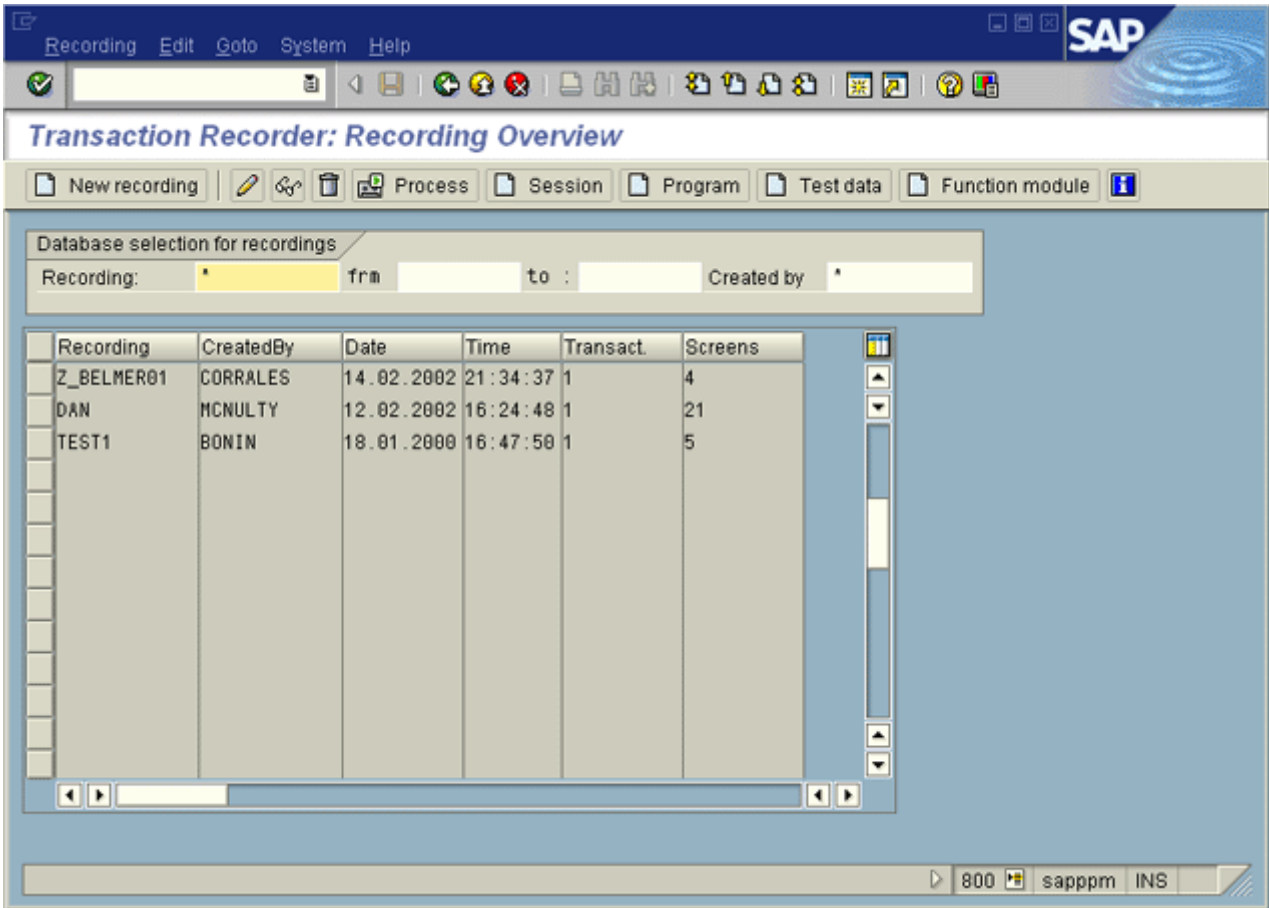 Recording Edit Goto System Help
SAP
Transaction Recorder: Recording Overview
New recording Process Session Program Test data Function module
Database selection for recordings
Recording: * frm to : Created by *
Recording CreatedBy Date Time Transact. Screens
Z_BELMER01 CORRALES 14.02.2002 21:34:37 1 4
DAN MCNULTY 12.02.2002 16:24:48 1 21
TEST1 BONIN 18.01.2000 16:47:50 1 5
800 sapppm INS